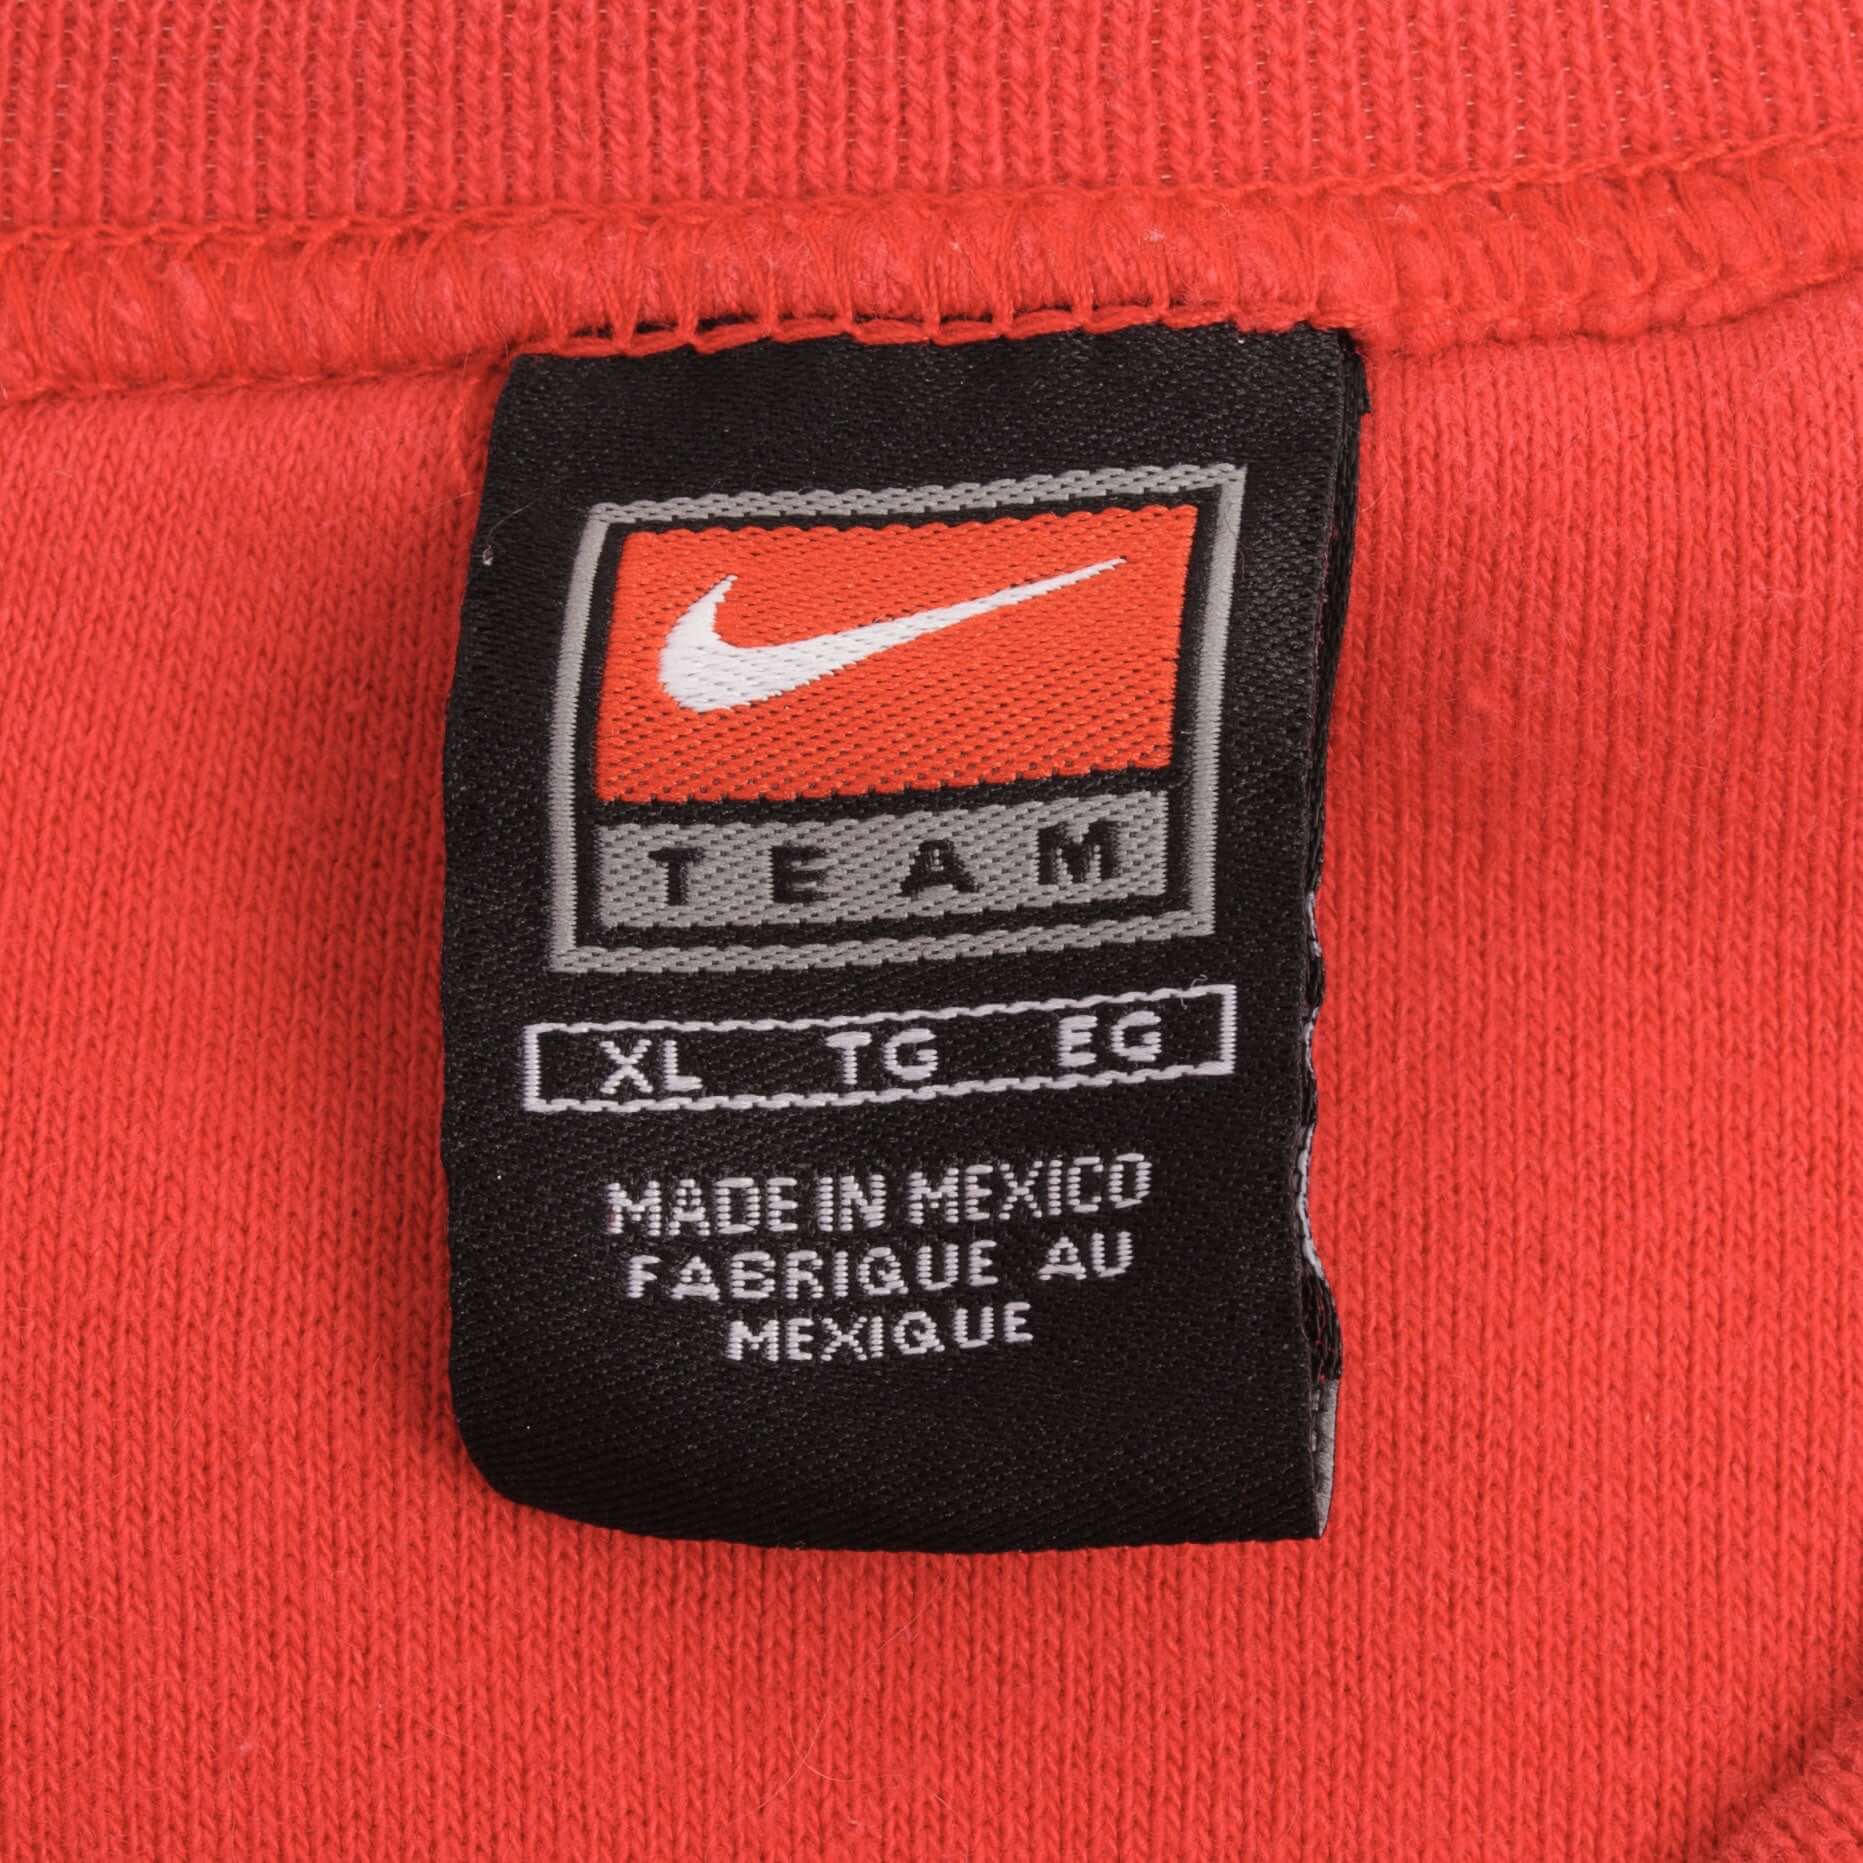 TEAM
XL TG EG
MADE IN MEXICO
FABRIQUE AU
MEXIQUE